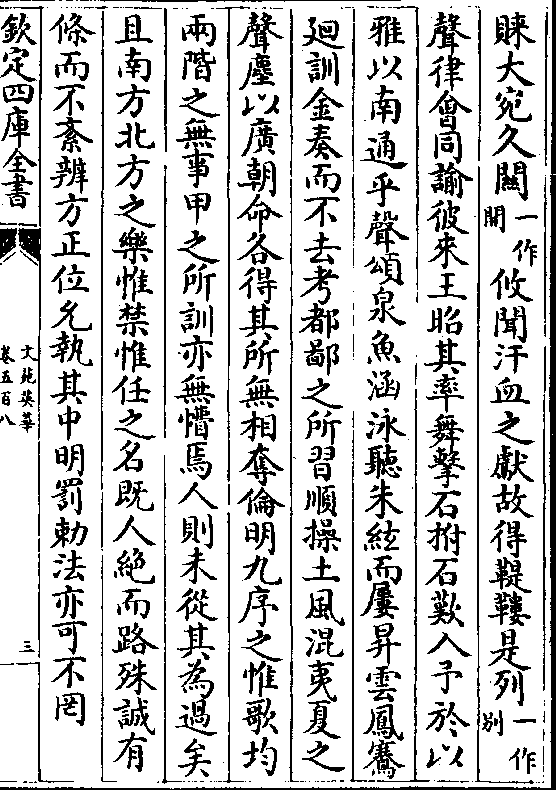 賝大宛久闗一作開攸聞汗血之獻故得鞮鞻是列一作別
聲律會同諭彼來王昭其率舞擊石拊石歎入予於以
雅以南通乎聲頌泉魚涵泳聽朱絃而屢昇雲鳳騫
廻訓金奏而不去考都鄙之所習順操土風混夷夏之
聲塵以廣朝命各得其所無相奪倫明九序之惟歌均
兩階之無事甲之所訓亦無懵焉人則未從其為過矣
且南方北方之樂惟禁惟任之名既人絶而路殊誠有
條而不紊辨方正位允執其中明罰勅法亦可不罔
欽定四庫全書
文苑英華
卷五百八
三